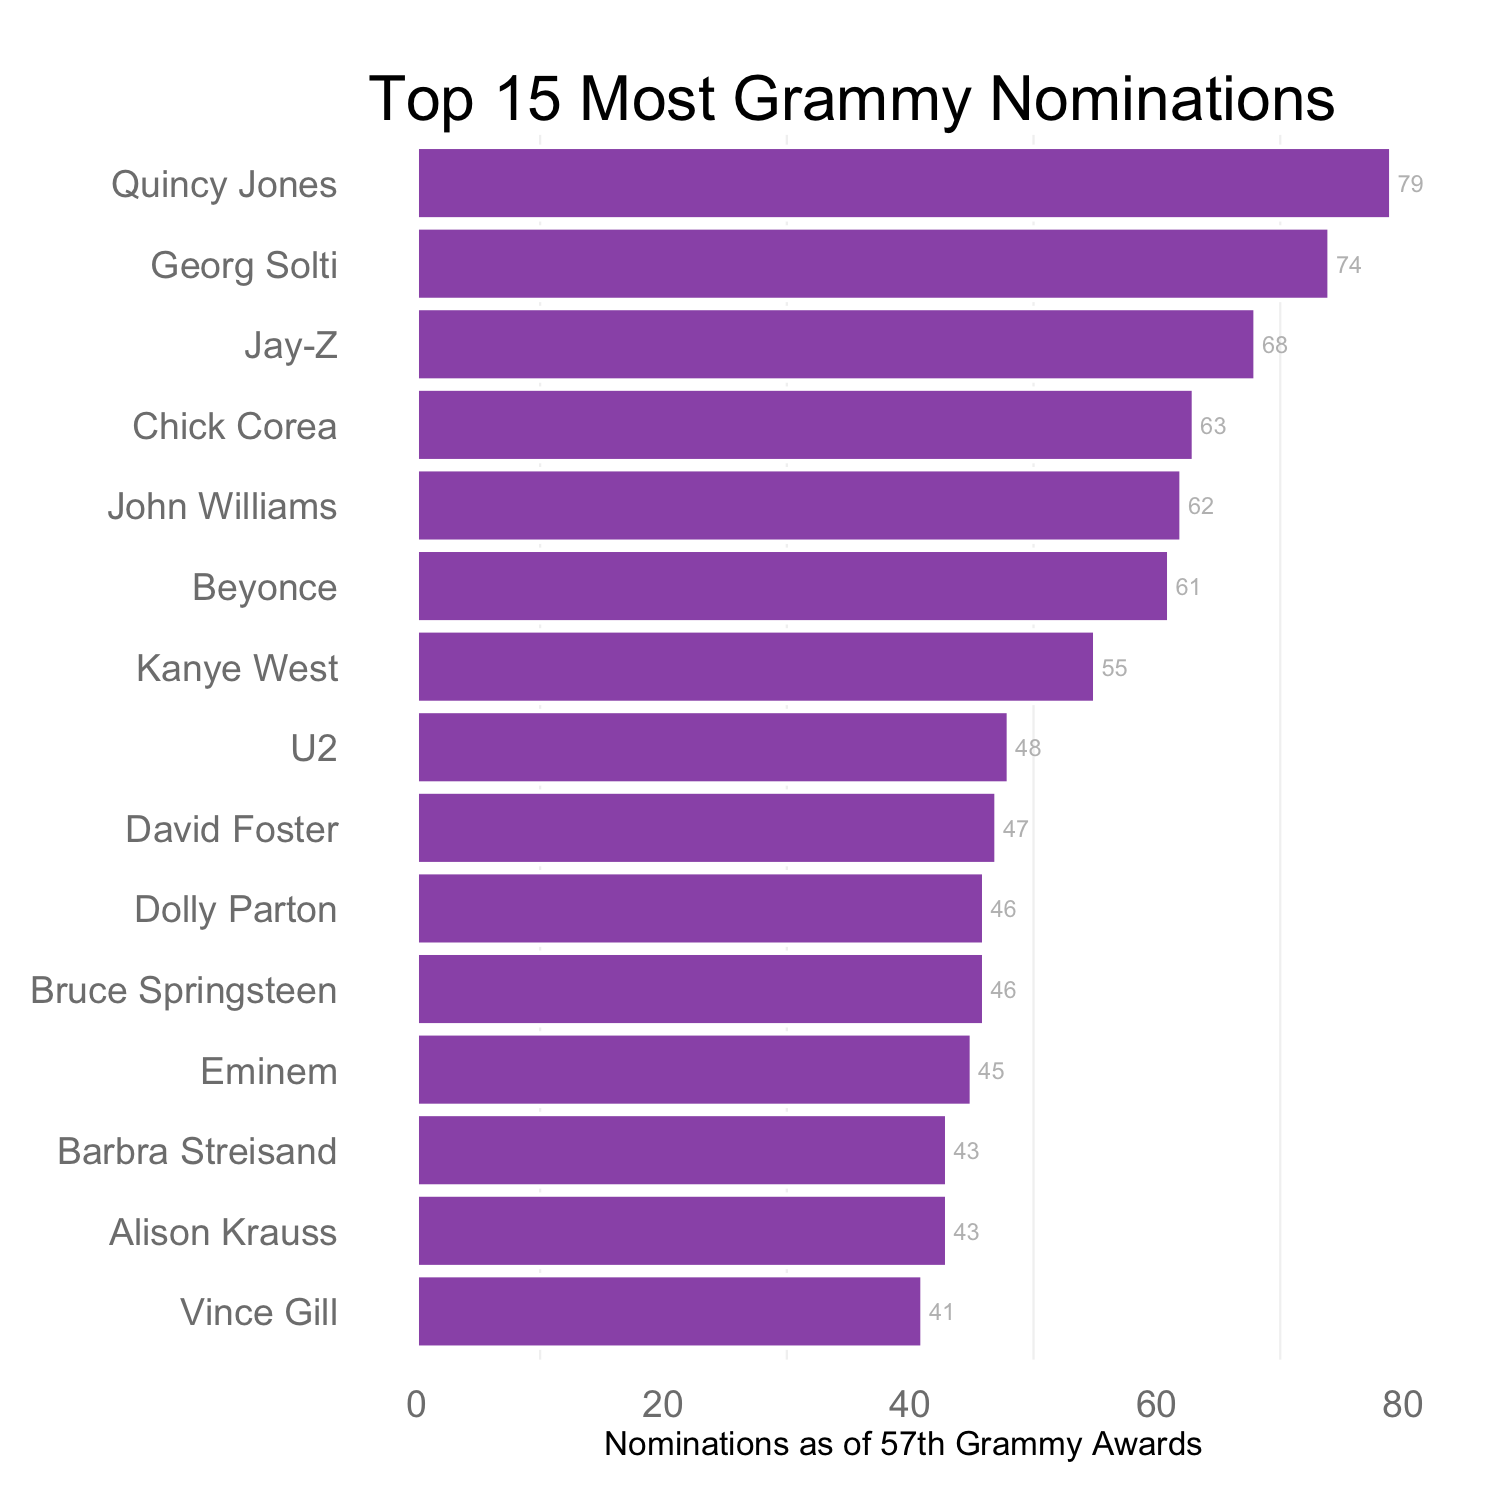 Top 15 Most Grammy Nominations
Quincy Jones 79
Georg Solti 74
Jay-Z 68
Chick Corea 63
John Williams 62
Beyonce 61
Kanye West 55
U2 48
David Foster 47
Dolly Parton 46
Bruce Springsteen 46
Eminem 45
Barbra Streisand 43
Alison Krauss 43
Vince Gill 41
0 20 40 60 80
Nominations as of 57th Grammy Awards